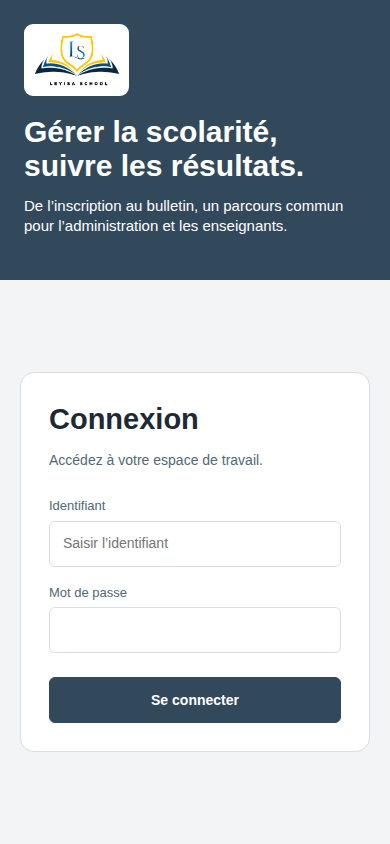 LS
LEYISA SCHOOL
Gérer la scolarité,
suivre les résultats.
De l’inscription au bulletin, un parcours commun
pour l’administration et les enseignants.
Connexion
Accédez à votre espace de travail.
Identifiant
Saisir l’identifiant
Mot de passe
Se connecter